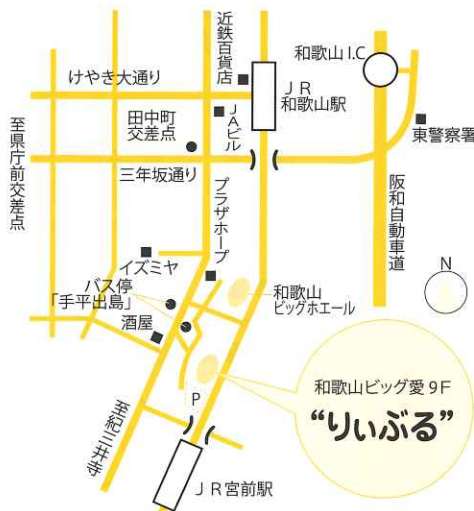 近鉄百貨店
和歌山 I.C
けやき大通り
JR
和歌山駅
JAビル
田中町
交差点
東警察署
至県庁前交差点
三年坂通り
プラザホープ
阪和自動車道
N
イズミヤ
バス停
「手平出島」
和歌山
ビッグホエール
酒屋
和歌山ビッグ愛 9F
“りぃぶる”
P
至紀三井寺
JR宮前駅